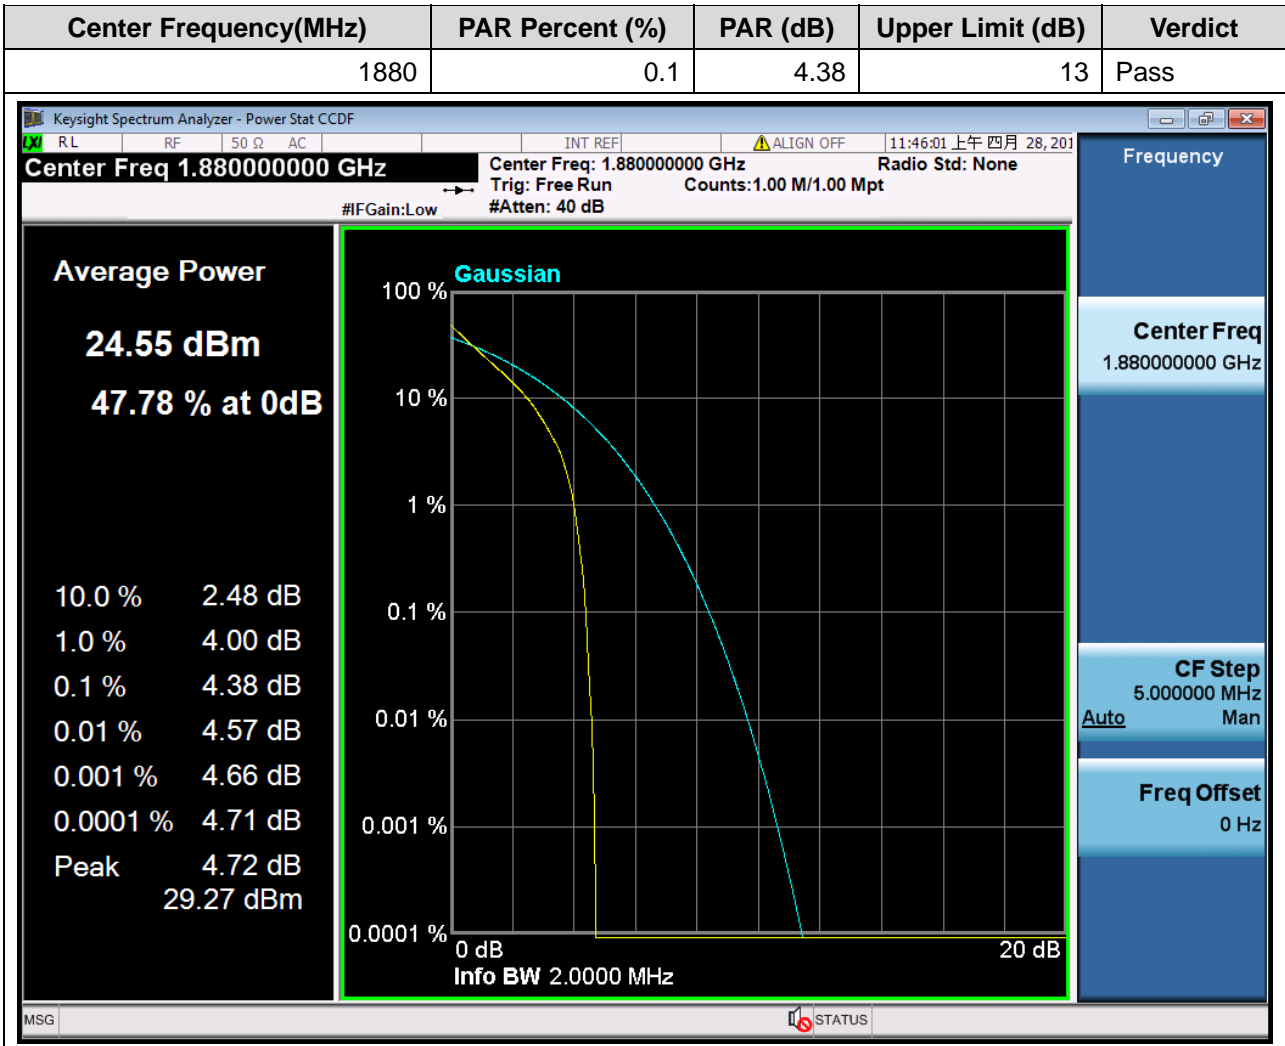 Center Frequency(MHz) PAR Percent (%) PAR (dB) Upper Limit (dB) Verdict
1880 0.1 4.38 13 Pass
Keysight Spectrum Analyzer - Power Stat CCDF
LXI RL RF 50 Ω AC INT REF ALIGN OFF 11:46:01 上午 四月 28, 201
Center Freq 1.880000000 GHz
Center Freq: 1.880000000 GHz Radio Std: None
Trig: Free Run Counts:1.00 M/1.00 Mpt
#IFGain:Low #Atten: 40 dB
Average Power
24.55 dBm
47.78 % at 0dB
10.0 % 2.48 dB
1.0 % 4.00 dB
0.1 % 4.38 dB
0.01 % 4.57 dB
0.001 % 4.66 dB
0.0001 % 4.71 dB
Peak 4.72 dB
29.27 dBm
Gaussian
100 %
10 %
1 %
0.1 %
0.01 %
0.001 %
0.0001 %
0 dB 20 dB
Info BW 2.0000 MHz
Frequency
Center Freq
1.880000000 GHz
CF Step
5.000000 MHz
Auto Man
Freq Offset
0 Hz
MSG STATUS